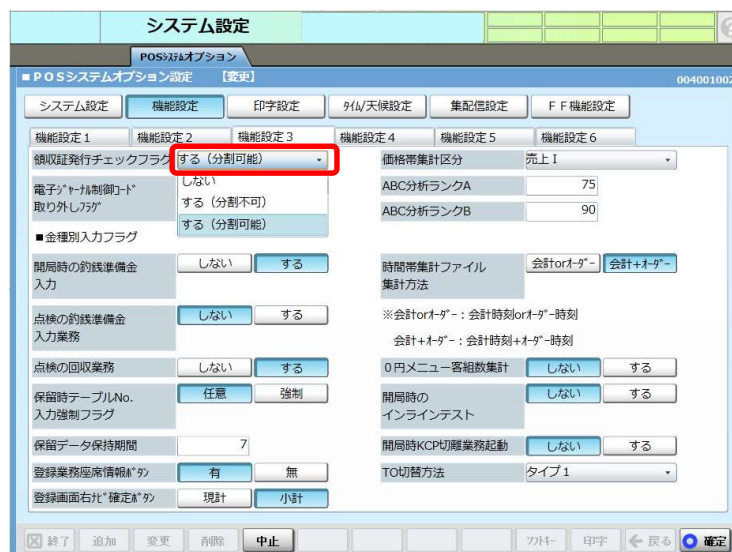 システム設定
POSｼｽﾃﾑオプション
■ＰＯＳシステムオプション設定　【変更】
004001002
システム設定　機能設定　印字設定　ﾀｲﾑ/天候設定　集配信設定　ＦＦ機能設定
機能設定１　機能設定２　機能設定３　機能設定４　機能設定５　機能設定６
領収証発行チェックフラグ　する（分割可能）
しない
する（分割不可）
する（分割可能）
電子ｼﾞｬｰﾅﾙ制御ｺｰﾄﾞ
取り外しﾌﾗｸﾞ
■金種別入力フラグ
開局時の釣銭準備金
入力　しない　する
点検の釣銭準備金
入力業務　しない　する
点検の回収業務　しない　する
保留時テーブルNo.
入力強制フラグ　任意　強制
保留データ保持期間　7
登録業務座席情報ﾎﾞﾀﾝ　有　無
登録画面右ﾅﾋﾞ確定ﾎﾞﾀﾝ　現計　小計
価格帯集計区分　売上Ⅰ
ABC分析ランクA　75
ABC分析ランクB　90
時間帯集計ファイル
集計方法　会計orｵｰﾀﾞｰ　会計+ｵｰﾀﾞｰ
※会計orｵｰﾀﾞｰ：会計時刻orｵｰﾀﾞｰ時刻
会計+ｵｰﾀﾞｰ：会計時刻+ｵｰﾀﾞｰ時刻
０円メニュー客組数集計　しない　する
開局時の
インラインテスト　しない　する
開局時KCP切離業務起動　しない　する
TO切替方法　タイプ１
終了　追加　変更　削除　中止　ｿﾌﾄｷｰ　印字　戻る　確定